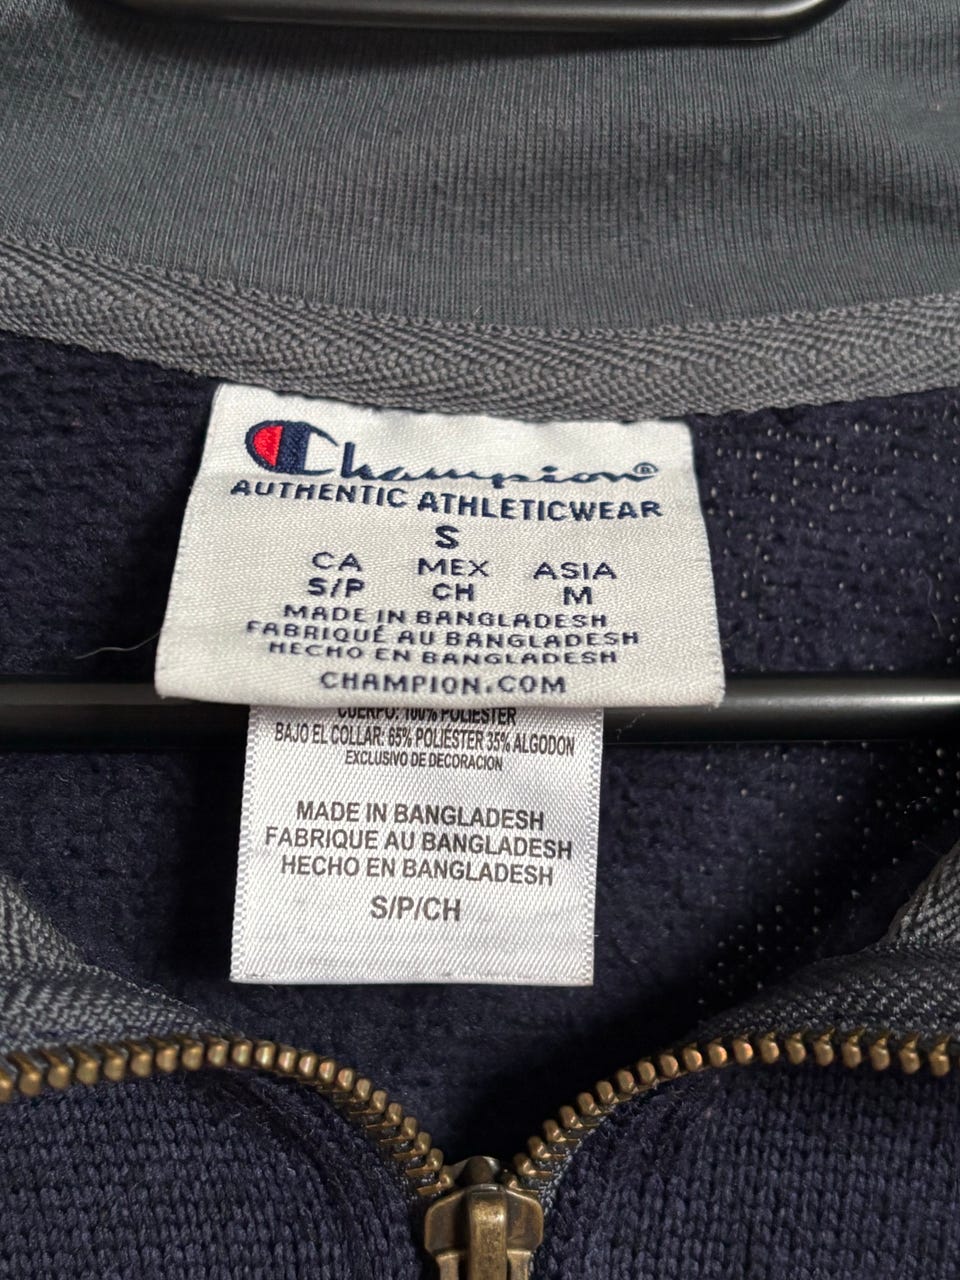 Champion®
AUTHENTIC ATHLETICWEAR
S
CA MEX ASIA
S/P CH M
MADE IN BANGLADESH
FABRIQUÉ AU BANGLADESH
HECHO EN BANGLADESH
CHAMPION.COM
CUERPO: 100% POLIESTER
BAJO EL COLLAR: 65% POLIESTER 35% ALGODON
EXCLUSIVO DE DECORACION
MADE IN BANGLADESH
FABRIQUE AU BANGLADESH
HECHO EN BANGLADESH
S/P/CH